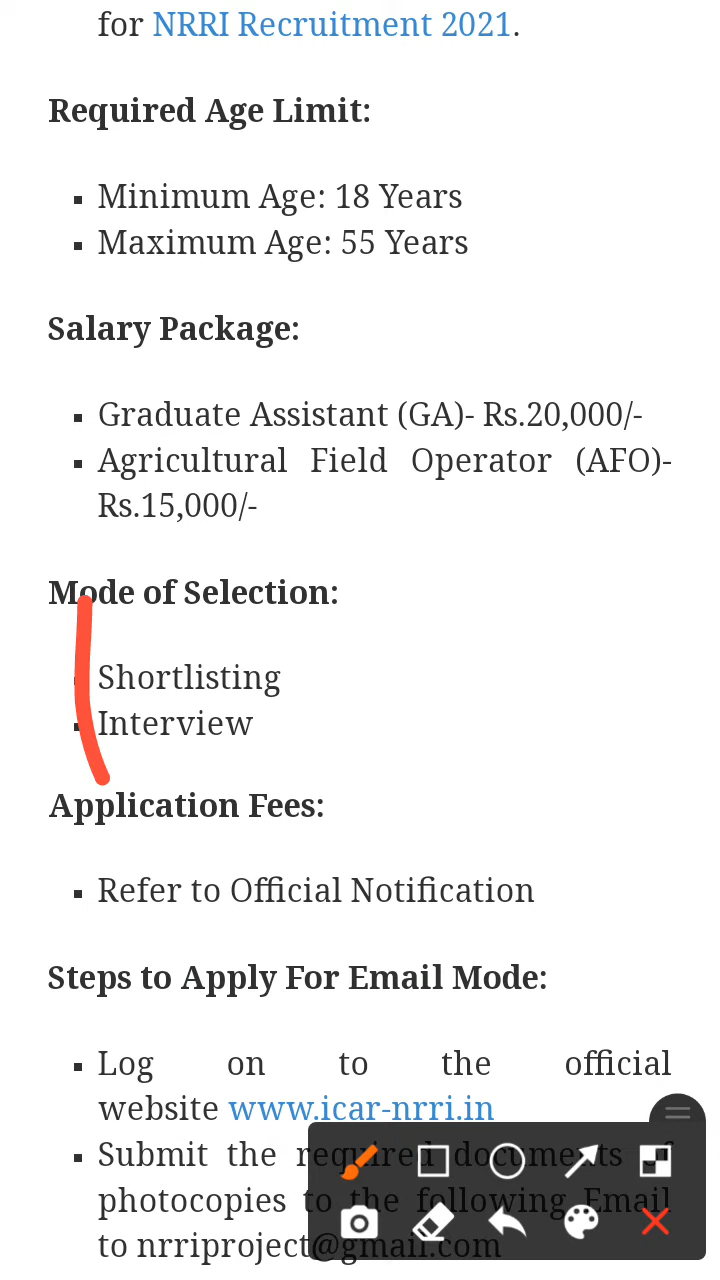 for NRRI Recruitment 2021.
Required Age Limit:
Minimum Age: 18 Years
Maximum Age: 55 Years
Salary Package:
Graduate Assistant (GA)- Rs.20,000/-
Agricultural Field Operator (AFO)-
Rs.15,000/-
Mode of Selection:
Shortlisting
Interview
Application Fees:
Refer to Official Notification
Steps to Apply For Email Mode:
Log on to the official
website www.icar-nrri.in
Submit the required documents of
photocopies to the following Email
to nrriproject@gmail.com